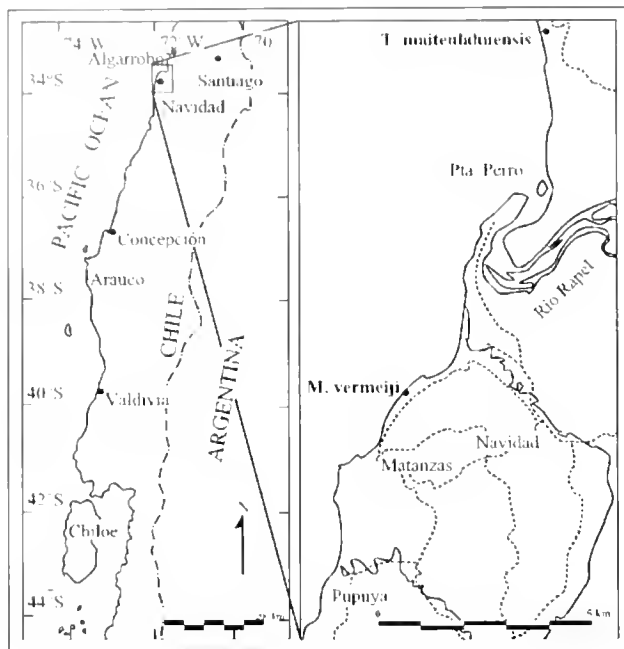 74 W
72 W
70
Algarrobo
34°S
Santiago
Navidad
PACIFIC OCEAN
36°S
Concepción
38°S
Arauco
CHILE
ARGENTINA
40°S
Valdivia
42°S
Chiloe
44°S
T. maitenlahuensis
Pta. Perro
Rio Rapel
M. vermeiji
Navidad
Matanzas
Pupuya
5 km